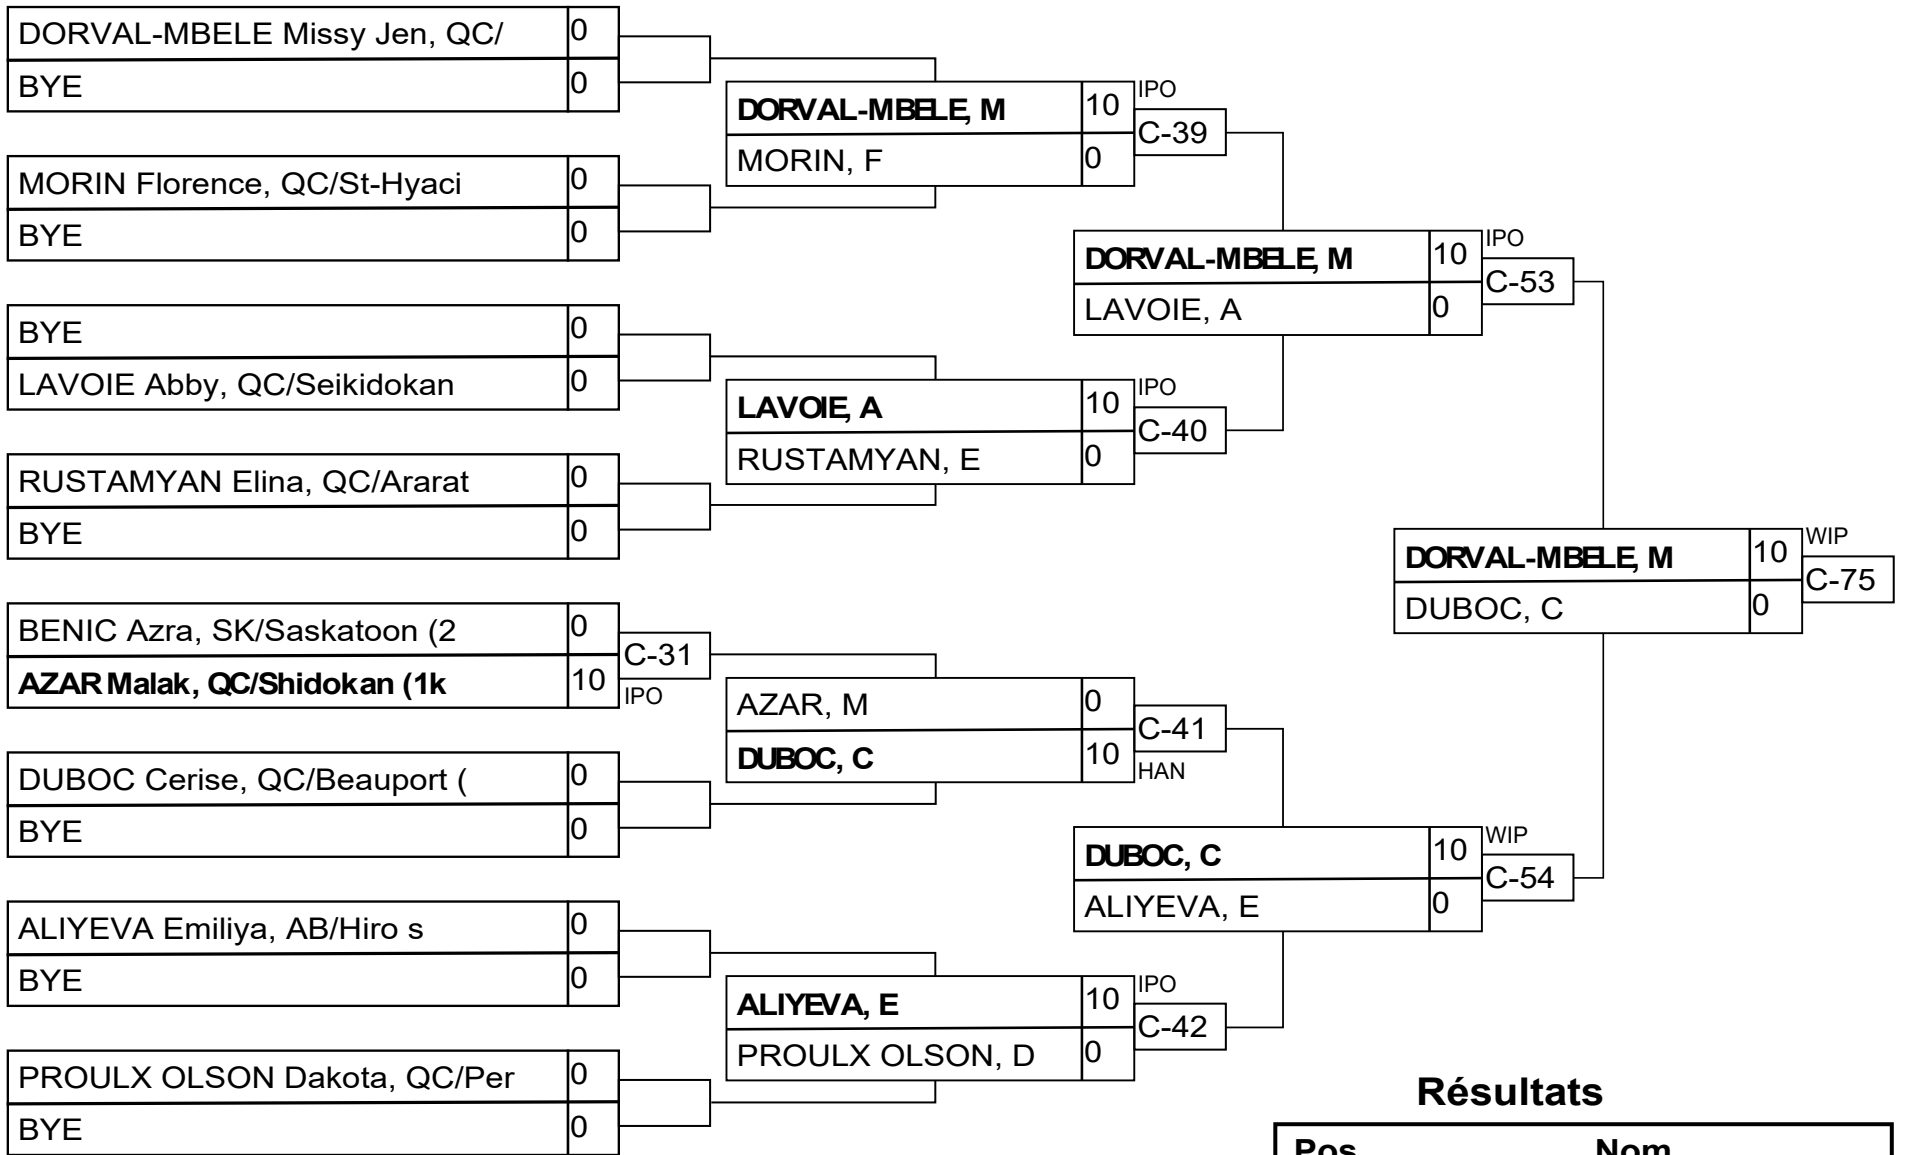 DORVAL-MBELE Missy Jen, QC/ 0
BYE 0
MORIN Florence, QC/St-Hyaci 0
BYE 0
BYE 0
LAVOIE Abby, QC/Seikidokan 0
RUSTAMYAN Elina, QC/Ararat 0
BYE 0
BENIC Azra, SK/Saskatoon (2 0
AZAR Malak, QC/Shidokan (1k 10
C-31
IPO
DUBOC Cerise, QC/Beauport ( 0
BYE 0
ALIYEVA Emiliya, AB/Hiro s 0
BYE 0
PROULX OLSON Dakota, QC/Per 0
BYE 0
DORVAL-MBELE, M 10
MORIN, F 0
IPO
C-39
LAVOIE, A 10
RUSTAMYAN, E 0
IPO
C-40
AZAR, M 0
DUBOC, C 10
C-41
HAN
ALIYEVA, E 10
PROULX OLSON, D 0
IPO
C-42
DORVAL-MBELE, M 10
LAVOIE, A 0
IPO
C-53
DUBOC, C 10
ALIYEVA, E 0
WIP
C-54
DORVAL-MBELE, M 10
DUBOC, C 0
WIP
C-75
Résultats
Pos Nom